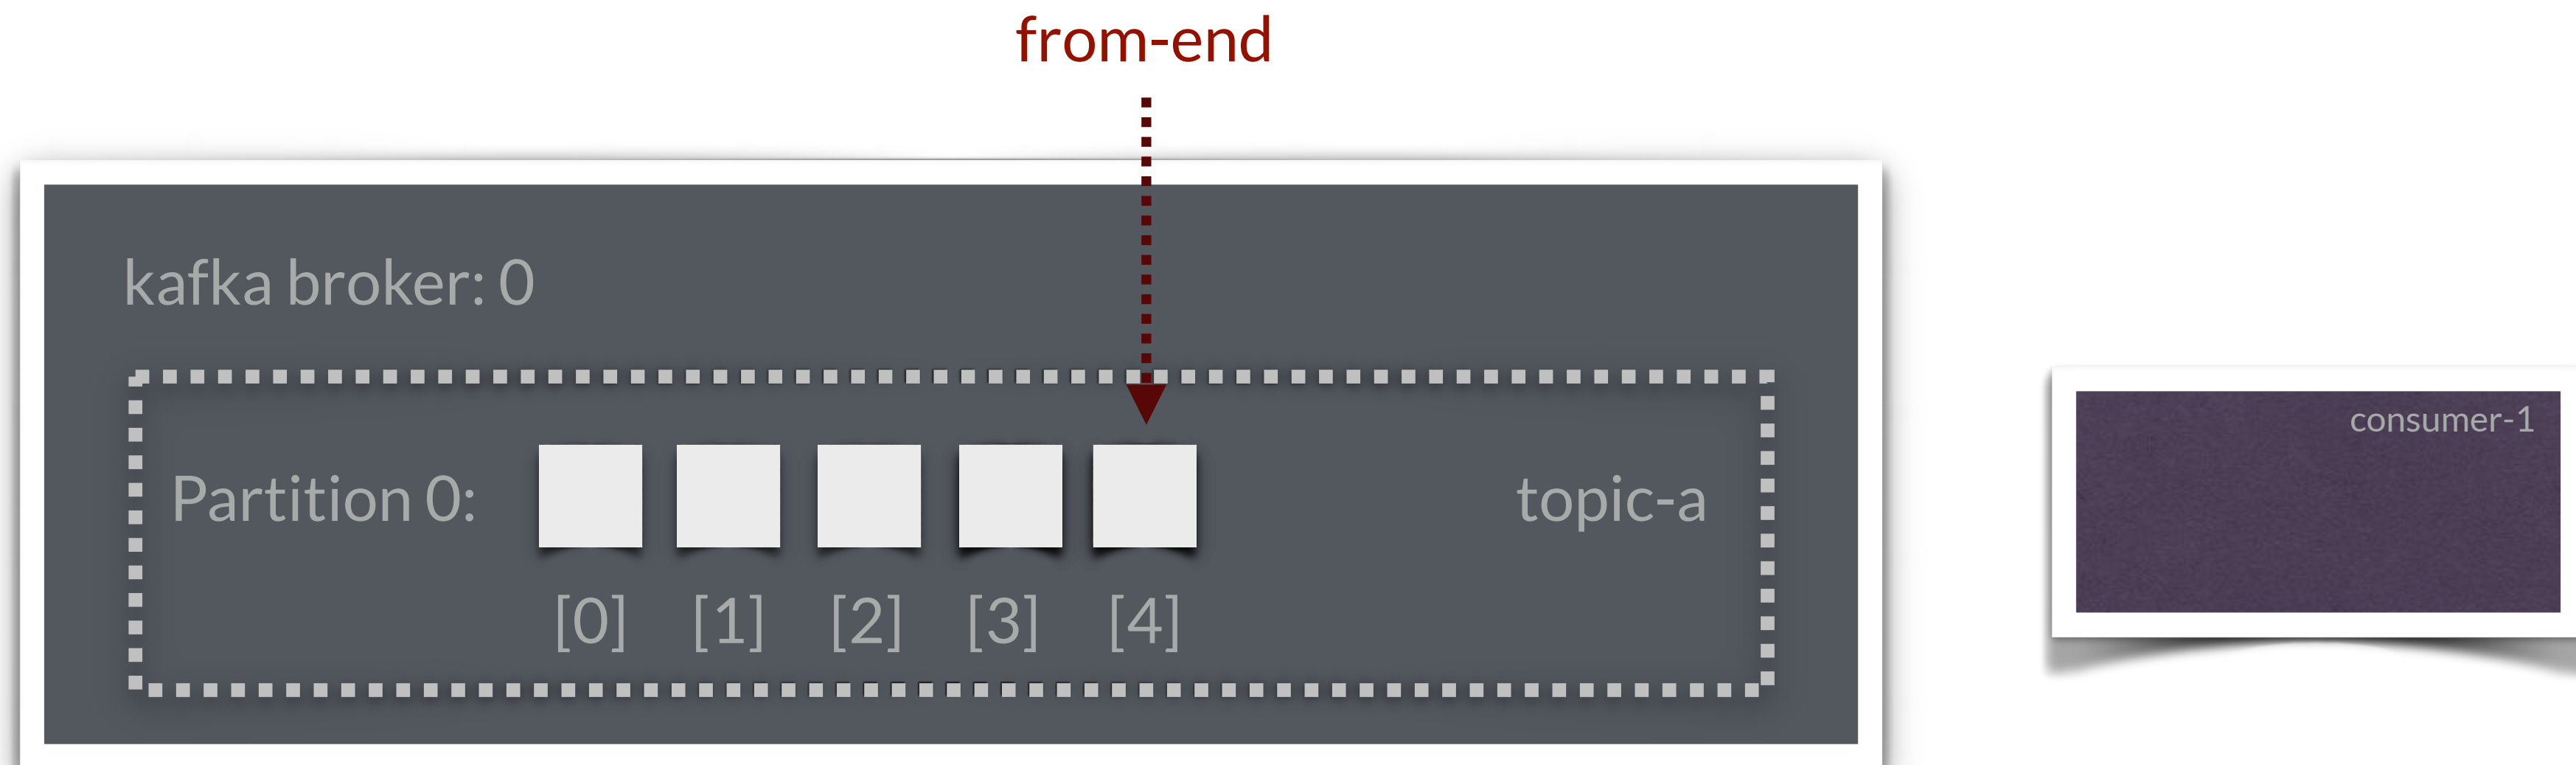 from-end
kafka broker: 0
consumer-1
Partition 0:
topic-a
[0] [1] [2] [3] [4]